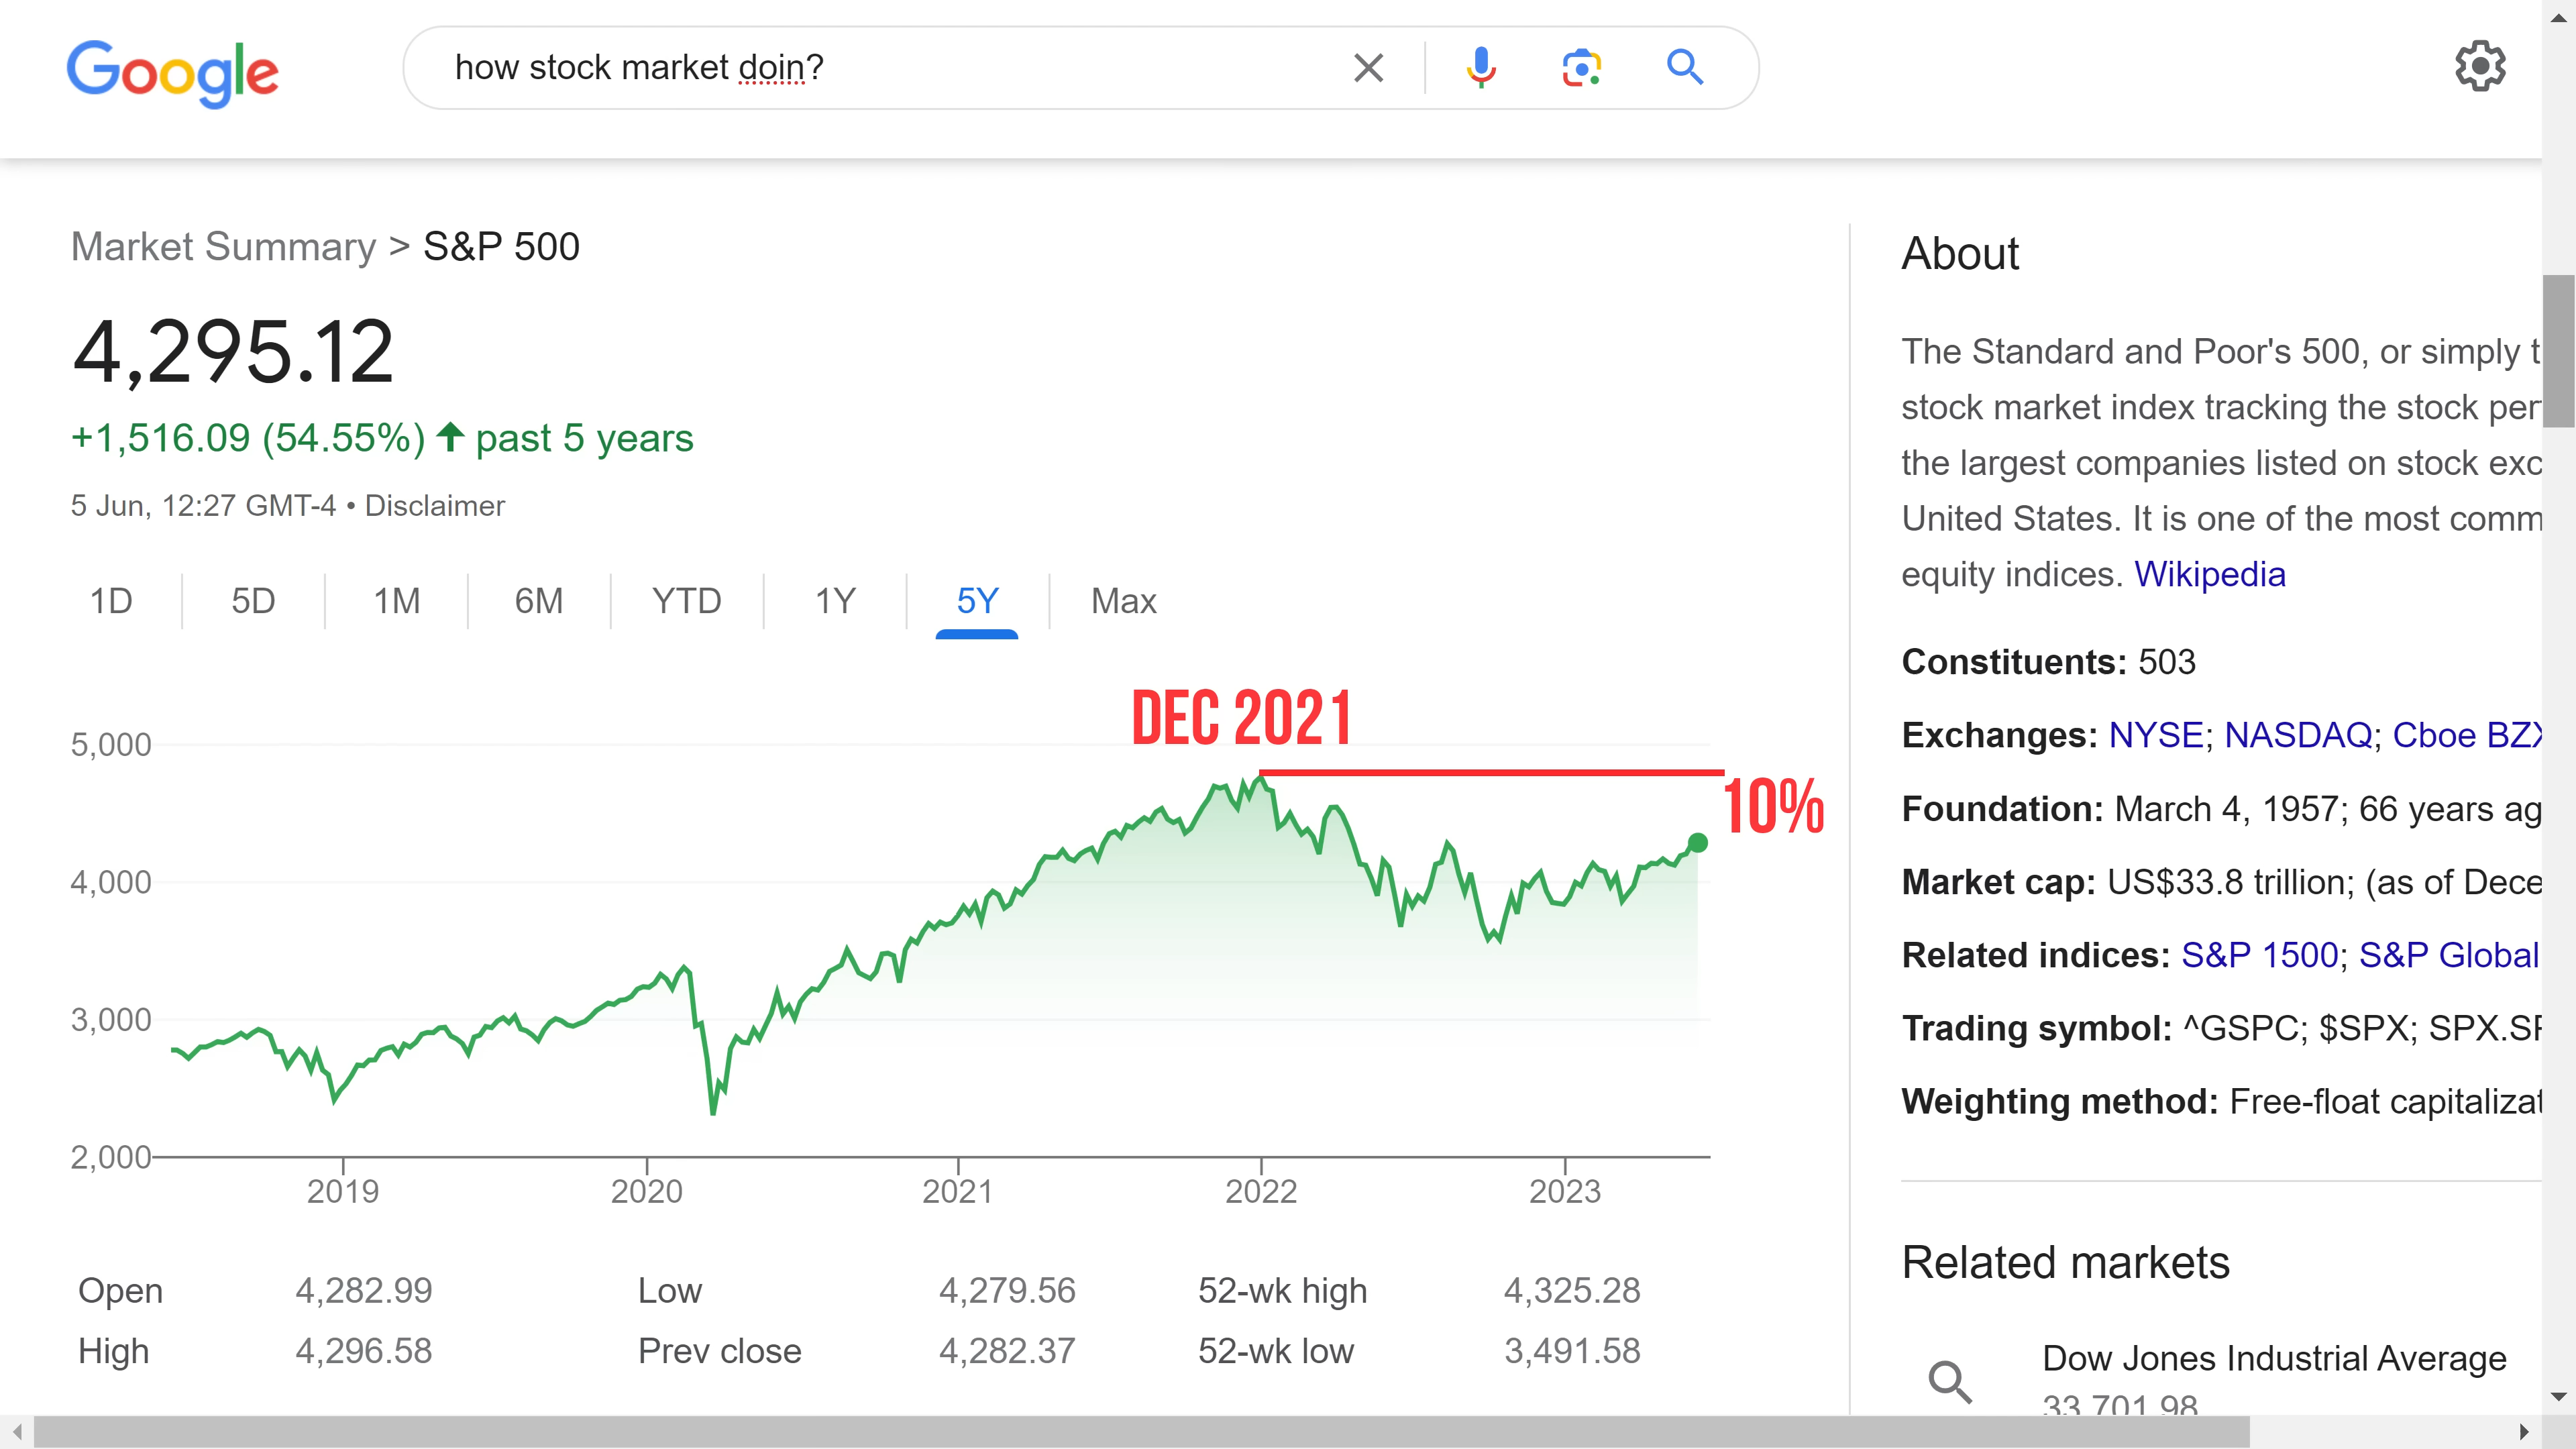 Google
how stock market doin?
Market Summary > S&P 500
4,295.12
+1,516.09 (54.55%) past 5 years
5 Jun, 12:27 GMT-4 • Disclaimer
1D 5D 1M 6M YTD 1Y 5Y Max
DEC 2021
10%
5,000
4,000
3,000
2,000
2019 2020 2021 2022 2023
Open 4,282.99 Low 4,279.56 52-wk high 4,325.28
High 4,296.58 Prev close 4,282.37 52-wk low 3,491.58
About
The Standard and Poor's 500, or simply t
stock market index tracking the stock per
the largest companies listed on stock exc
United States. It is one of the most comm
equity indices. Wikipedia
Constituents: 503
Exchanges: NYSE; NASDAQ; Cboe BZX
Foundation: March 4, 1957; 66 years ag
Market cap: US$33.8 trillion; (as of Dece
Related indices: S&P 1500; S&P Global
Trading symbol: ^GSPC; $SPX; SPX.SP
Weighting method: Free-float capitalizat
Related markets
Dow Jones Industrial Average
33,701.98